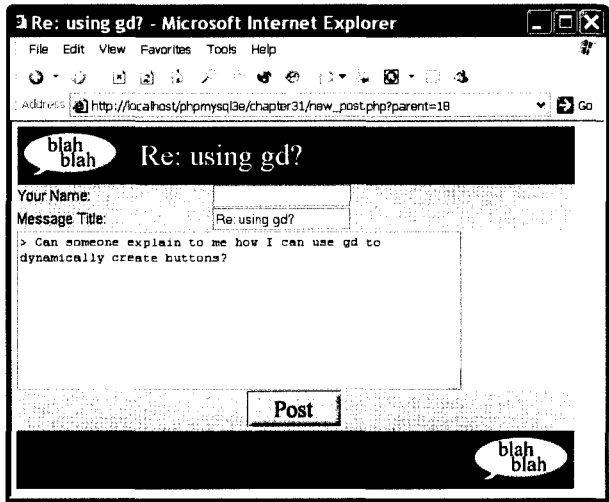 Re: using gd? - Microsoft Internet Explorer
File Edit View Favorites Tools Help
Address http://localhost/phpmysql3e/chapter31/new_post.php?parent=18 Go
blah
blah
Re: using gd?
Your Name:
Message Title: Re: using gd?
> Can someone explain to me how I can use gd to
dynamically create buttons?
Post
blah
blah